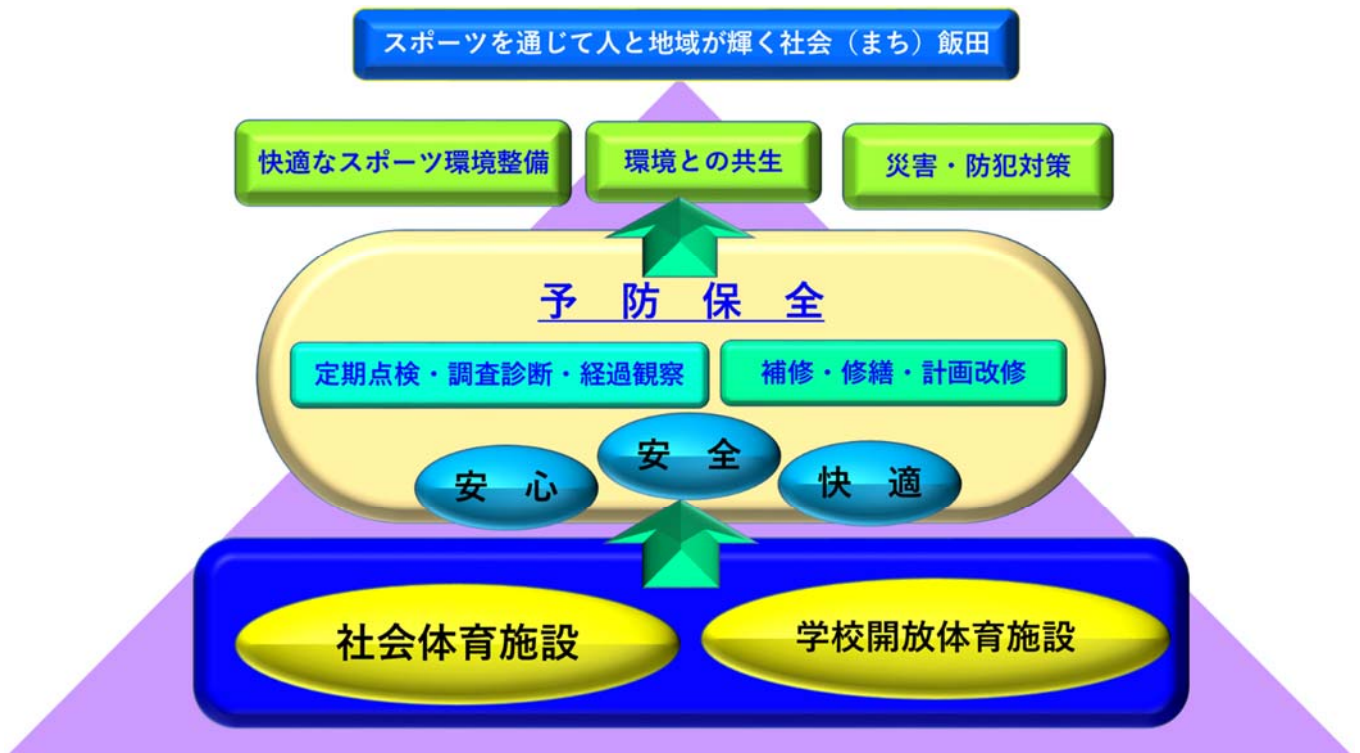 スポーツを通じて人と地域が輝く社会（まち）飯田
快適なスポーツ環境整備
環境との共生
災害・防犯対策
予　防　保　全
定期点検・調査診断・経過観察
補修・修繕・計画改修
安　心
安　全
快　適
社会体育施設
学校開放体育施設